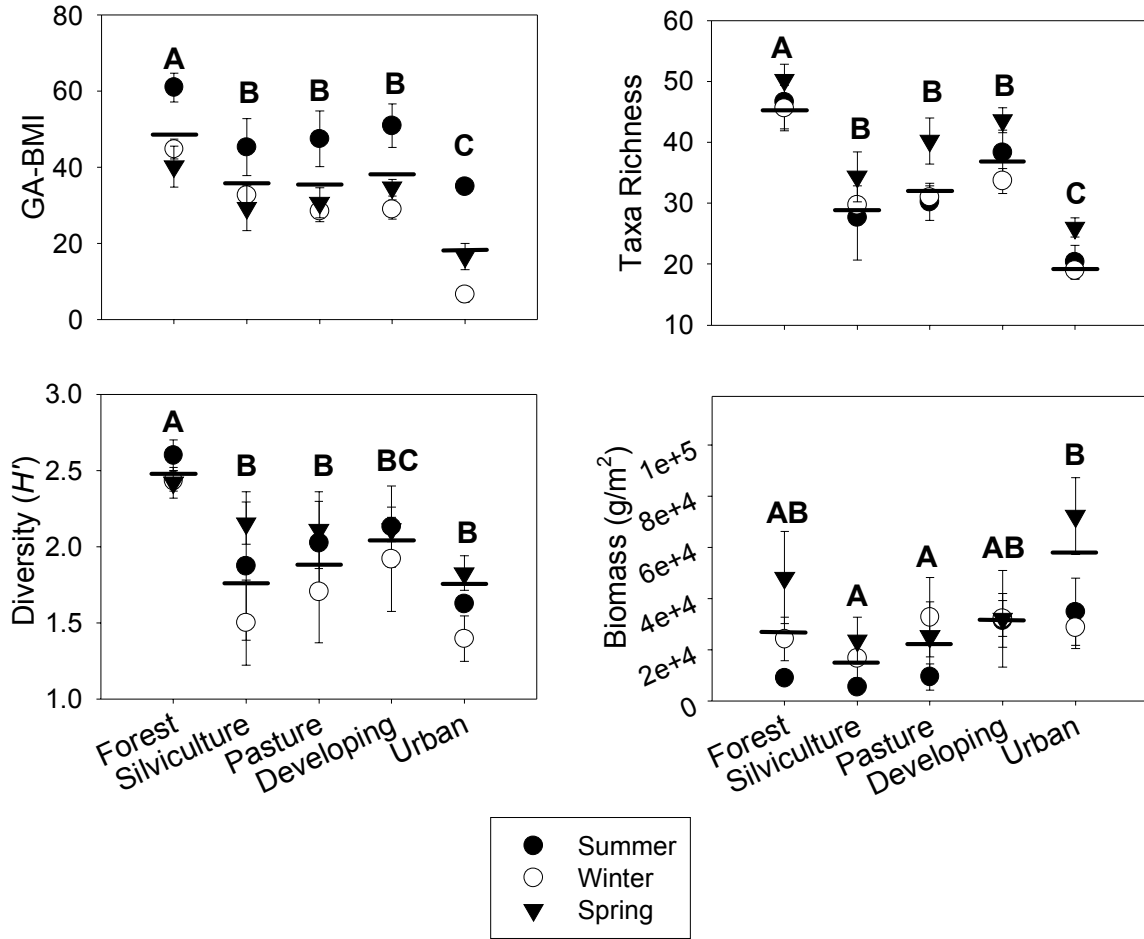 GA-BMI
80
60
40
20
0
A
B
B
B
C
Taxa Richness
60
50
40
30
20
10
A
B
B
B
C
Diversity (H')
3.0
2.5
2.0
1.5
1.0
A
B
B
BC
B
Forest
Silviculture
Pasture
Developing
Urban
Biomass (g/m²)
1e+5
8e+4
6e+4
4e+4
2e+4
0
AB
A
A
AB
B
Forest
Silviculture
Pasture
Developing
Urban
Summer
Winter
Spring